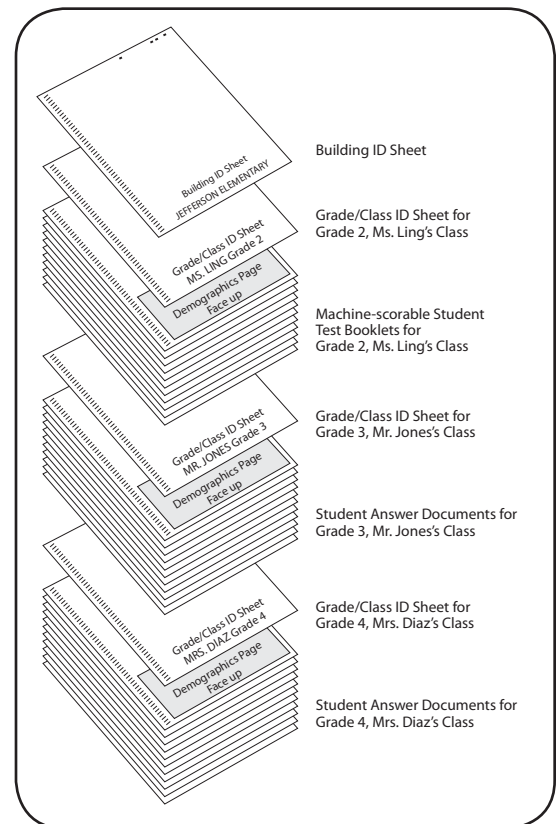 Building ID Sheet
JEFFERSON ELEMENTARY
Building ID Sheet
Grade/Class ID Sheet
MS. LING Grade 2
Grade/Class ID Sheet for
Grade 2, Ms. Ling's Class
Demographics Page
Face up
Machine-scorable Student
Test Booklets for
Grade 2, Ms. Ling's Class
Grade/Class ID Sheet
MR. JONES Grade 3
Grade/Class ID Sheet for
Grade 3, Mr. Jones's Class
Demographics Page
Face up
Student Answer Documents for
Grade 3, Mr. Jones's Class
Grade/Class ID Sheet
MRS. DIAZ Grade 4
Grade/Class ID Sheet for
Grade 4, Mrs. Diaz's Class
Demographics Page
Face up
Student Answer Documents for
Grade 4, Mrs. Diaz's Class